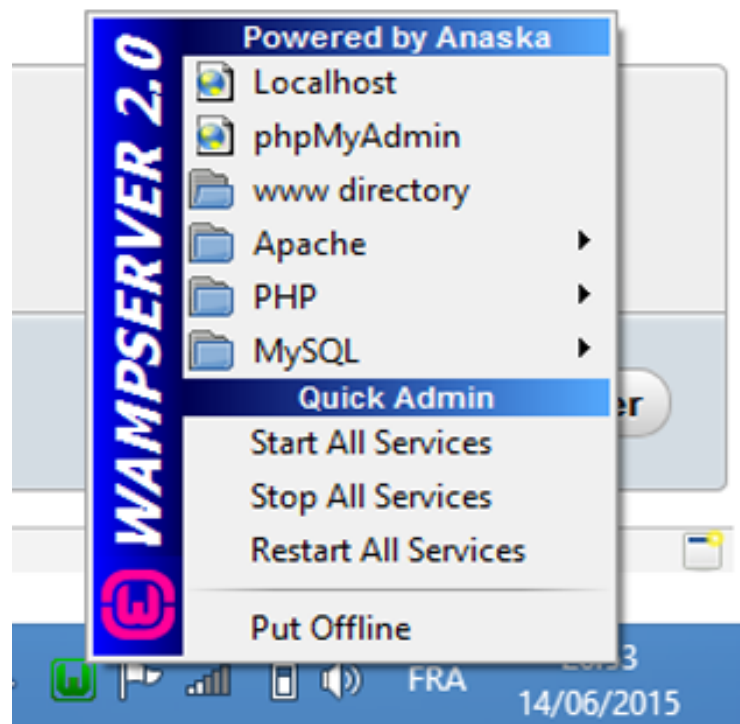 WAMPSERVER 2.0
Powered by Anaska
Localhost
phpMyAdmin
www directory
Apache
PHP
MySQL
Quick Admin
Start All Services
Stop All Services
Restart All Services
Put Offline
FRA
14/06/2015